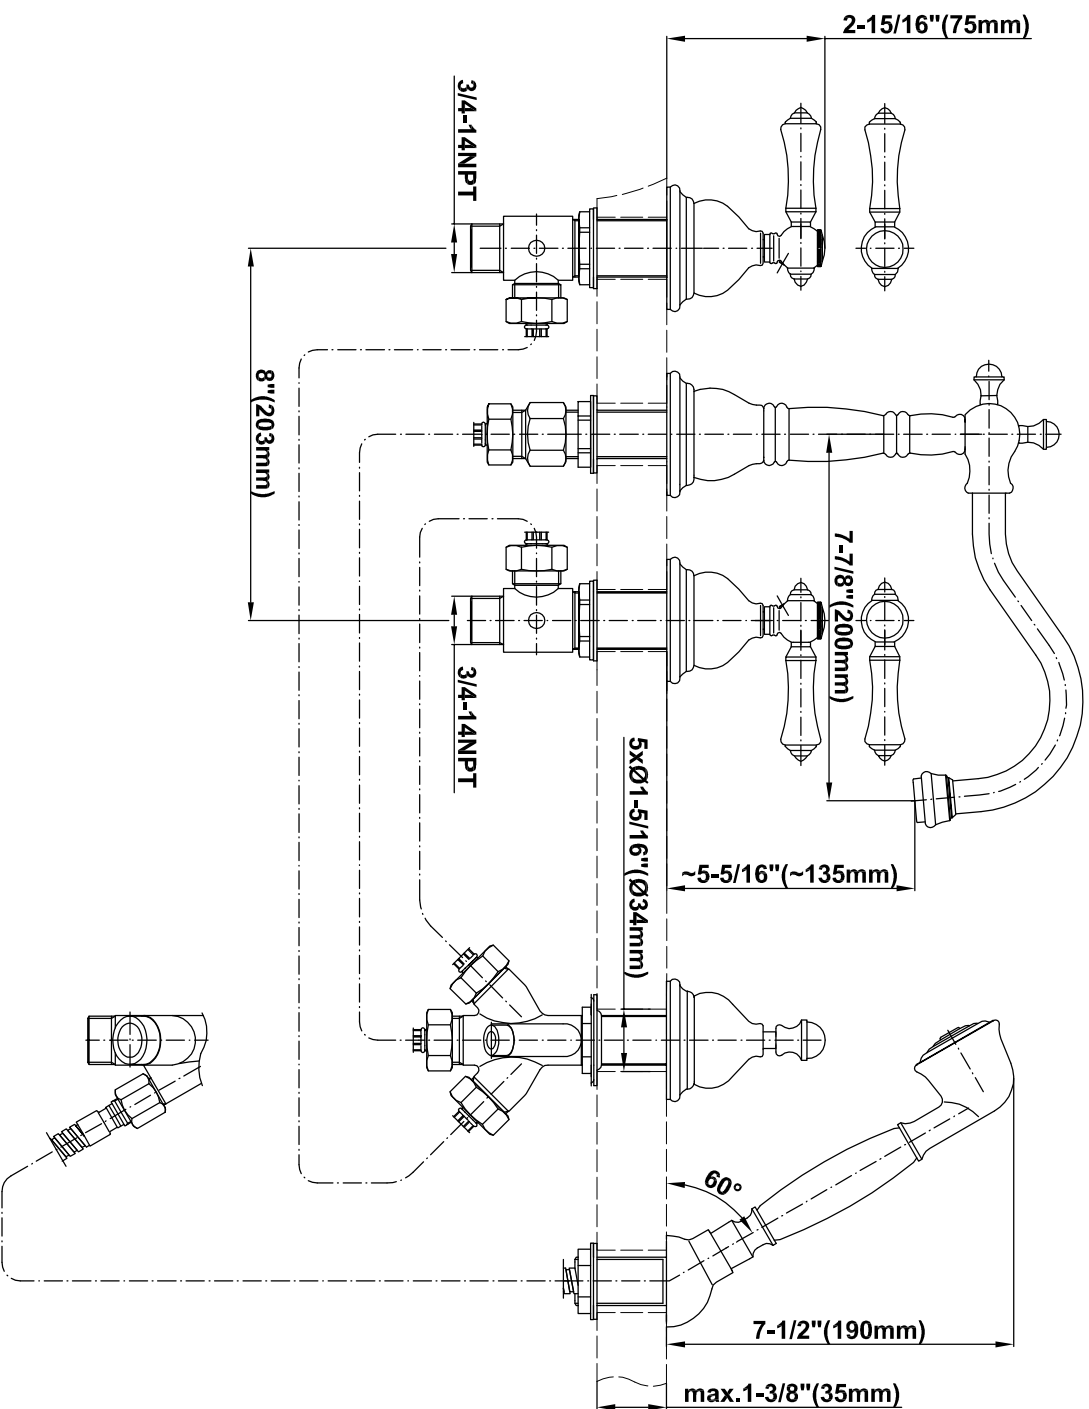 2-15/16"(75mm)
3/4-14NPT
8"(203mm)
7-7/8"(200mm)
3/4-14NPT
5xØ1-5/16"(Ø34mm)
~5-5/16"(~135mm)
60°
7-1/2"(190mm)
max.1-3/8"(35mm)